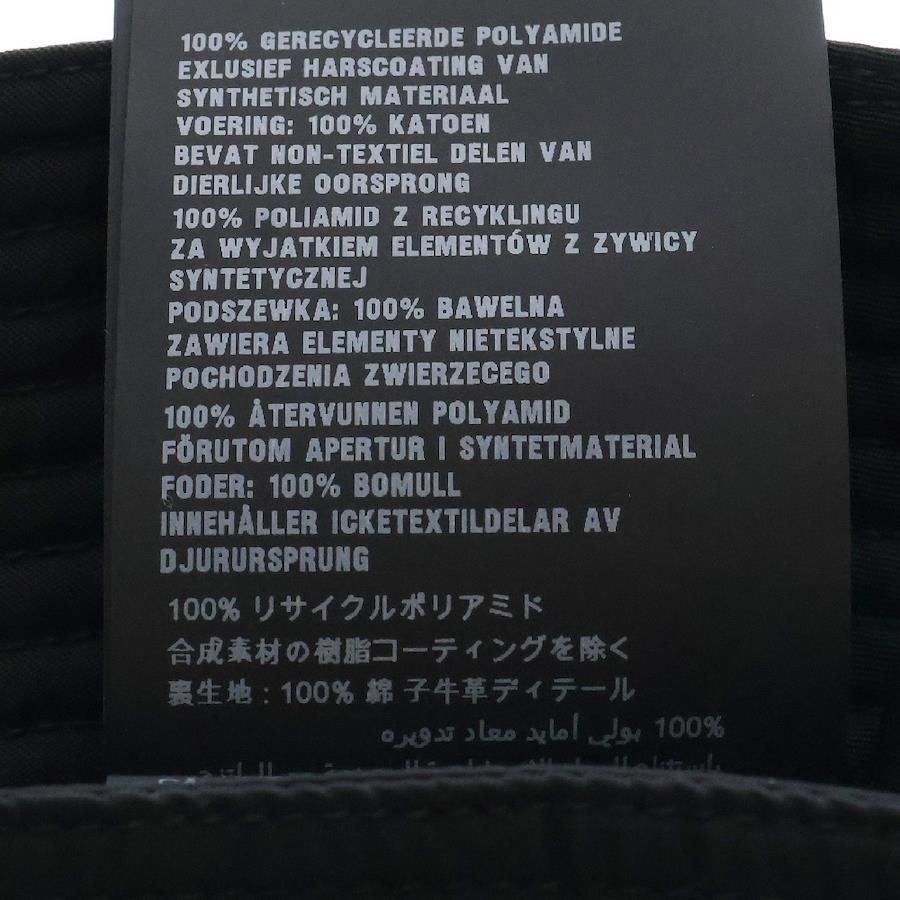 100% GERECYCLEERDE POLYAMIDE
EXLUSIEF HARSCOATING VAN
SYNTHETISCH MATERIAAL
VOERING: 100% KATOEN
BEVAT NON-TEXTIEL DELEN VAN
DIERLIJKE OORSPRONG
100% POLIAMID Z RECYKLINGU
ZA WYJATKIEM ELEMENTÓW Z ZYWICY
SYNTETYCZNEJ
PODSZEWKA: 100% BAWELNA
ZAWIERA ELEMENTY NIETEKSTYLNE
POCHODZENIA ZWIERZECEGO
100% ÅTERVUNNEN POLYAMID
FÖRUTOM APERTUR I SYNTETMATERIAL
FODER: 100% BOMULL
INNEHÅLLER ICKETEXTILDELAR AV
DJURURSPRUNG
100% リサイクルポリアミド
合成素材の樹脂コーティングを除く
裏生地 : 100% 綿 子牛革ディテール
100% بولي أمايد معاد تدويره